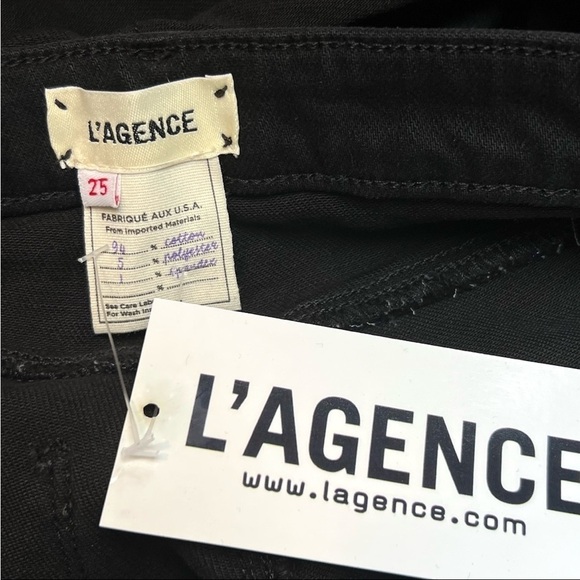 L'AGENCE
25
FABRIQUÉ AUX U.S.A.
From Imported Materials
94 % cotton
5 % polyester
1 % spandex
%
See Care Labe
For Wash Ins
L'AGENCE
www.lagence.com